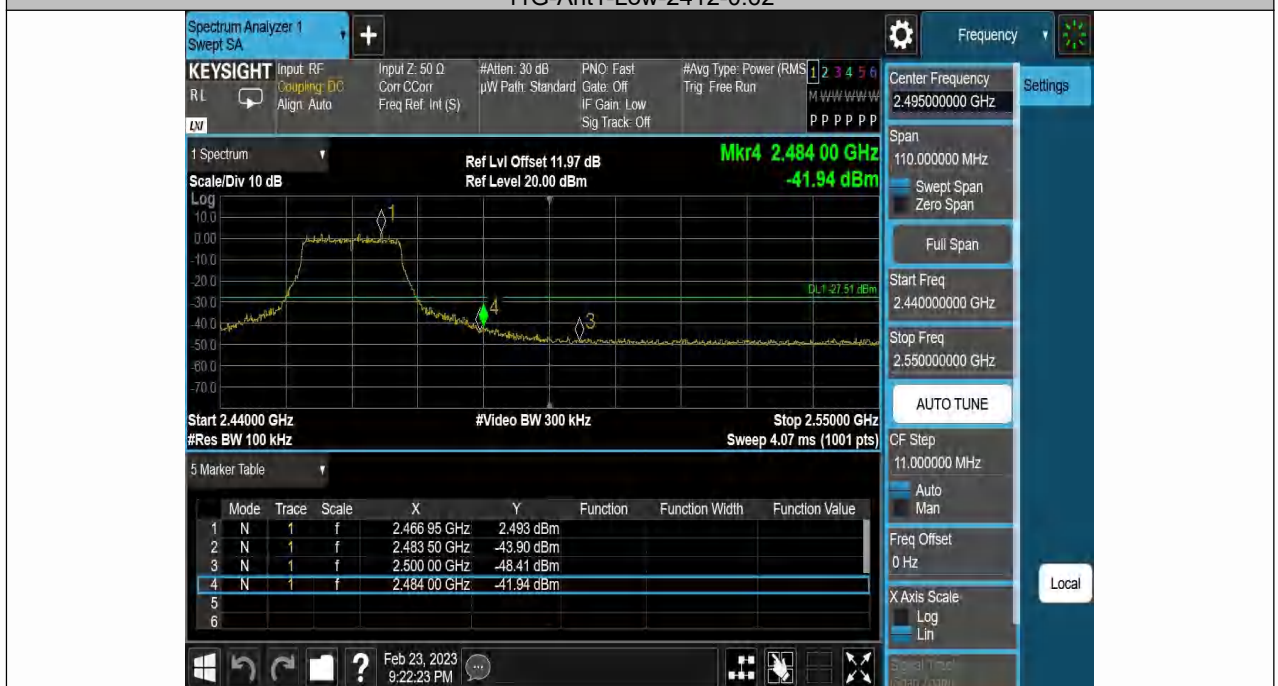 11G-Ant1-Low-2412-0.02
Spectrum Analyzer 1
Swept SA
+
Frequency
KEYSIGHT
RL
LXI
Input: RF
Coupling: DC
Align: Auto
Input Z: 50 Ω
Corr CCorr
Freq Ref: Int (S)
#Atten: 30 dB
µW Path: Standard
PNO: Fast
Gate: Off
IF Gain: Low
Sig Track: Off
#Avg Type: Power (RMS
Trig: Free Run
1 2 3 4 5 6
M W W W W W
P P P P P P
Center Frequency
2.495000000 GHz
Settings
Span
110.000000 MHz
Swept Span
Zero Span
Full Span
Start Freq
2.440000000 GHz
Stop Freq
2.550000000 GHz
AUTO TUNE
CF Step
11.000000 MHz
Auto
Man
Freq Offset
0 Hz
X Axis Scale
Log
Lin
Signal Track
Local
1 Spectrum
Scale/Div 10 dB
Ref Lvl Offset 11.97 dB
Ref Level 20.00 dBm
Mkr4 2.484 00 GHz
-41.94 dBm
Log
10.0
0.00
-10.0
-20.0
-30.0
-40.0
-50.0
-60.0
-70.0
1
4
3
DL1 -27.51 dBm
Start 2.44000 GHz
#Video BW 300 kHz
Stop 2.55000 GHz
#Res BW 100 kHz
Sweep 4.07 ms (1001 pts)
5 Marker Table
Mode Trace Scale X Y Function Function Width Function Value
1 N 1 f 2.466 95 GHz 2.493 dBm
2 N 1 f 2.483 50 GHz -43.90 dBm
3 N 1 f 2.500 00 GHz -48.41 dBm
4 N 1 f 2.484 00 GHz -41.94 dBm
5
6
?
Feb 23, 2023
9:22:23 PM